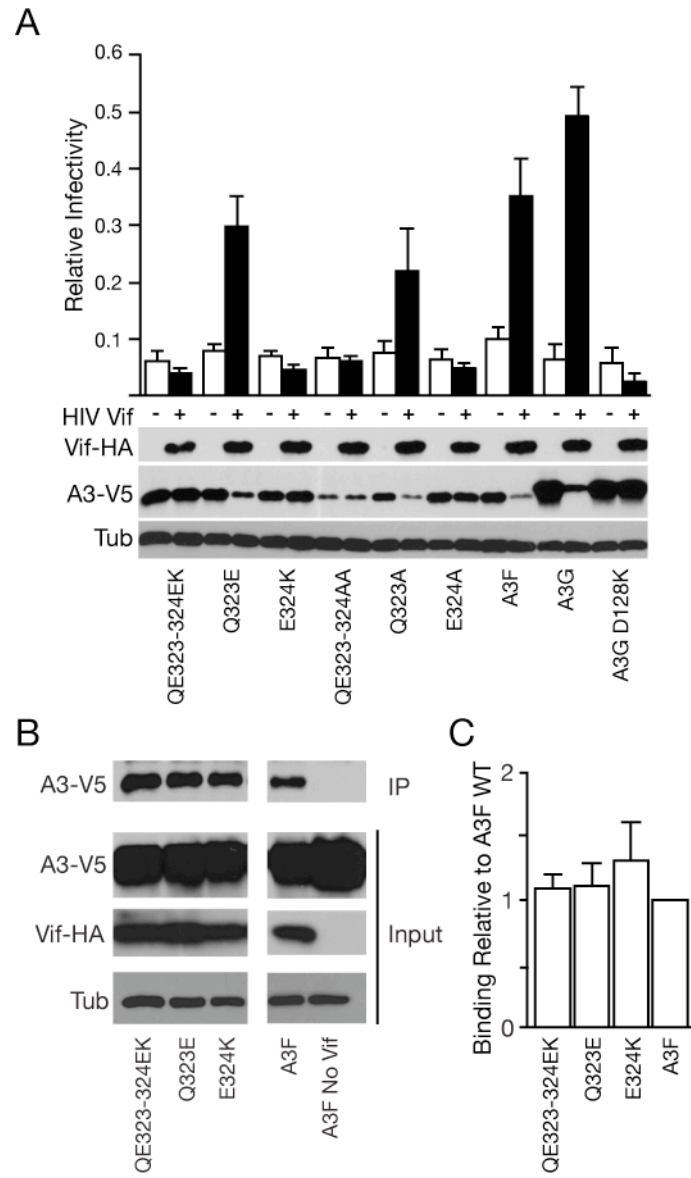 A
Relative Infectivity
0.6
0.5
0.4
0.3
0.2
0.1
HIV Vif - + - + - + - + - + - + - + - + - +
Vif-HA
A3-V5
Tub
QE323-324EK
Q323E
E324K
QE323-324AA
Q323A
E324A
A3F
A3G
A3G D128K
B
A3-V5 IP
A3-V5
Vif-HA Input
Tub
QE323-324EK
Q323E
E324K
A3F
A3F No Vif
C
Binding Relative to A3F WT
2
1
0
QE323-324EK
Q323E
E324K
A3F